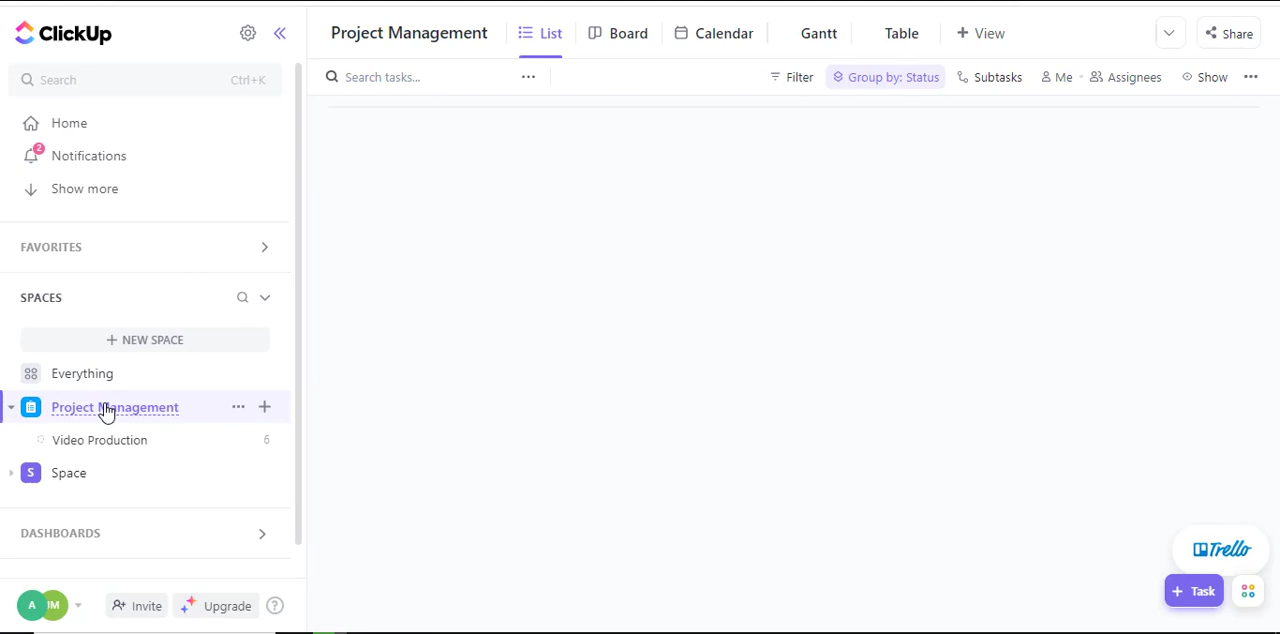 ClickUp
Search Ctrl+K
Home
2
Notifications
Show more
FAVORITES
SPACES
+ NEW SPACE
Everything
Project Management
Video Production 6
S Space
DASHBOARDS
A IM Invite Upgrade ?
Project Management List Board Calendar Gantt Table + View Share
Search tasks... Filter Group by: Status Subtasks Me Assignees Show
Trello
+ Task